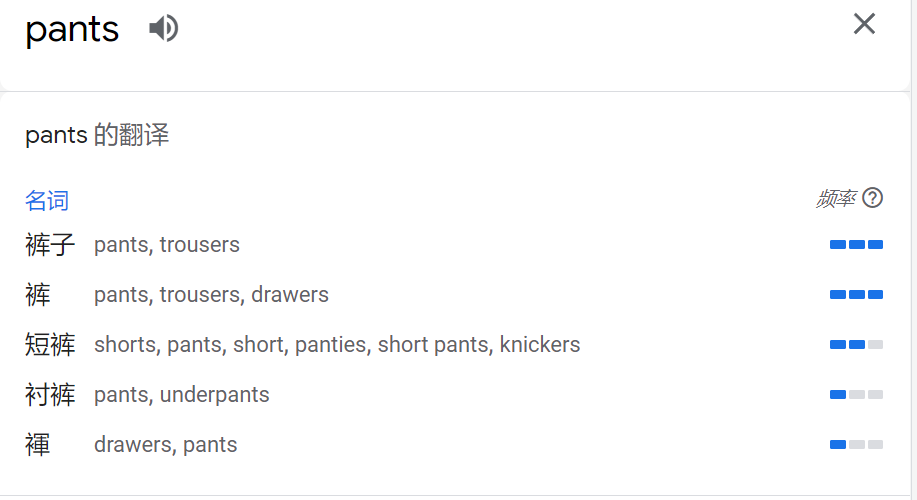 pants
pants 的翻译
名词 频率
裤子 pants, trousers
裤 pants, trousers, drawers
短裤 shorts, pants, short, panties, short pants, knickers
衬裤 pants, underpants
裈 drawers, pants